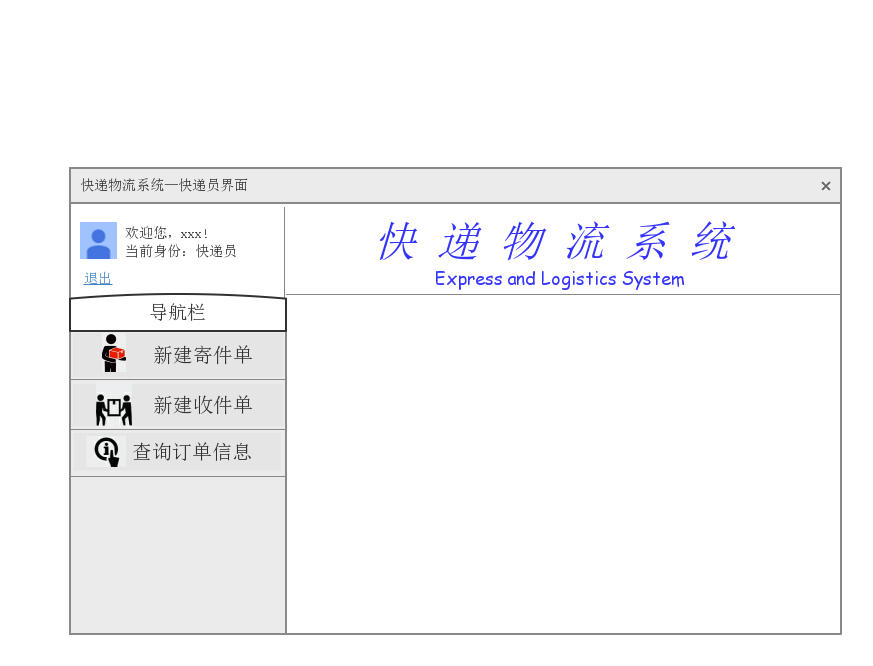 快递物流系统—快递员界面
欢迎您，xxx！
当前身份：快递员
退出
快递物流系统
Express and Logistics System
导航栏
新建寄件单
新建收件单
查询订单信息